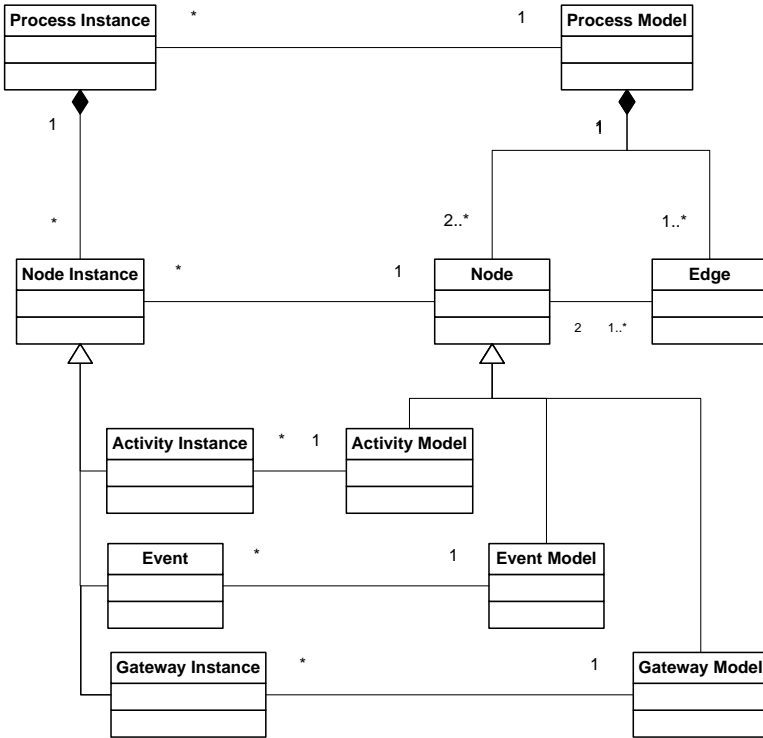 Process Instance
*
1
Process Model
1
1
*
2..*
1..*
Node Instance
*
1
Node
Edge
2
1..*
Activity Instance
*
1
Activity Model
Event
*
1
Event Model
Gateway Instance
*
1
Gateway Model